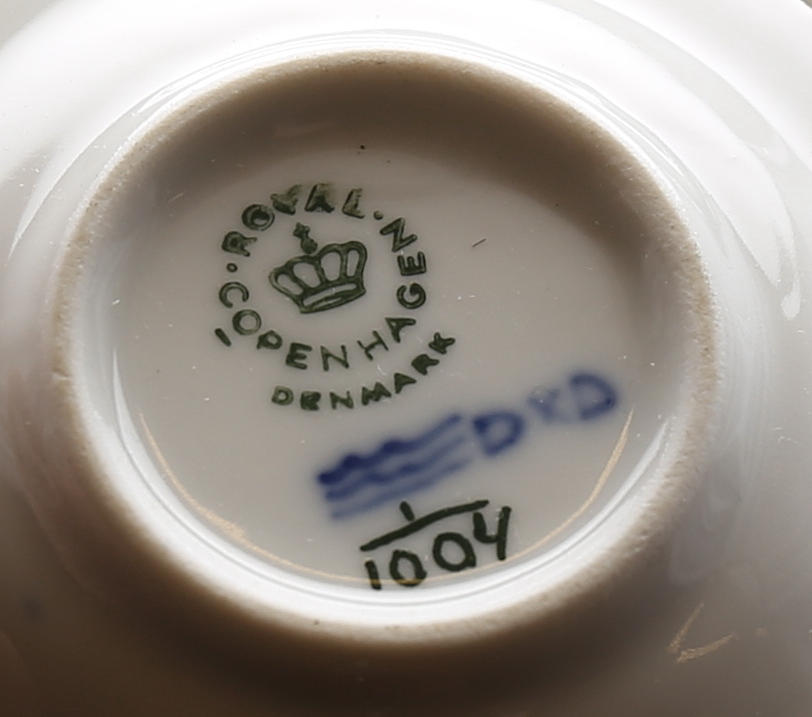 ROYAL
COPENHAGEN
DENMARK
1
1004